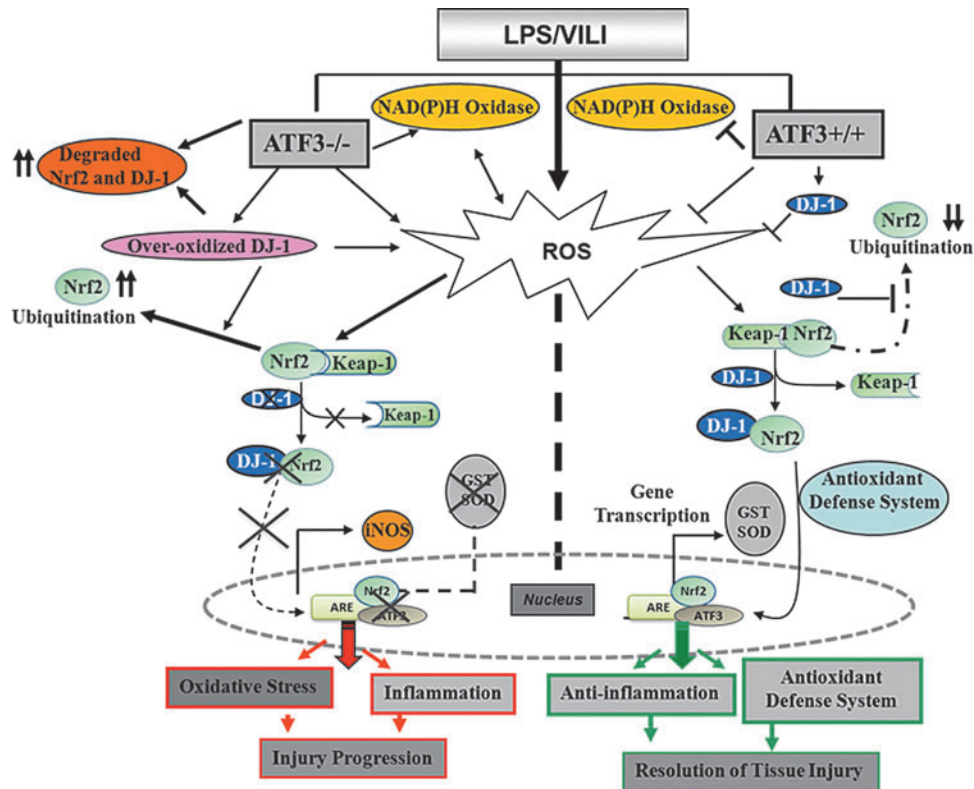 LPS/VILI
NAD(P)H Oxidase
NAD(P)H Oxidase
ATF3-/-
ATF3+/+
Degraded
Nrf2 and DJ-1
DJ-1
Nrf2
Ubiquitination
Over-oxidized DJ-1
ROS
Nrf2
Ubiquitination
DJ-1
Keap-1
Nrf2
Nrf2
Keap-1
DJ-1
Keap-1
DJ-1
Keap-1
DJ-1
Nrf2
DJ-1
Nrf2
GST
SOD
Gene
Transcription
GST
SOD
Antioxidant
Defense System
iNOS
Nrf2
ARE
ATF3
Nucleus
Nrf2
ARE
ATF3
Oxidative Stress
Inflammation
Anti-inflammation
Antioxidant
Defense System
Injury Progression
Resolution of Tissue Injury